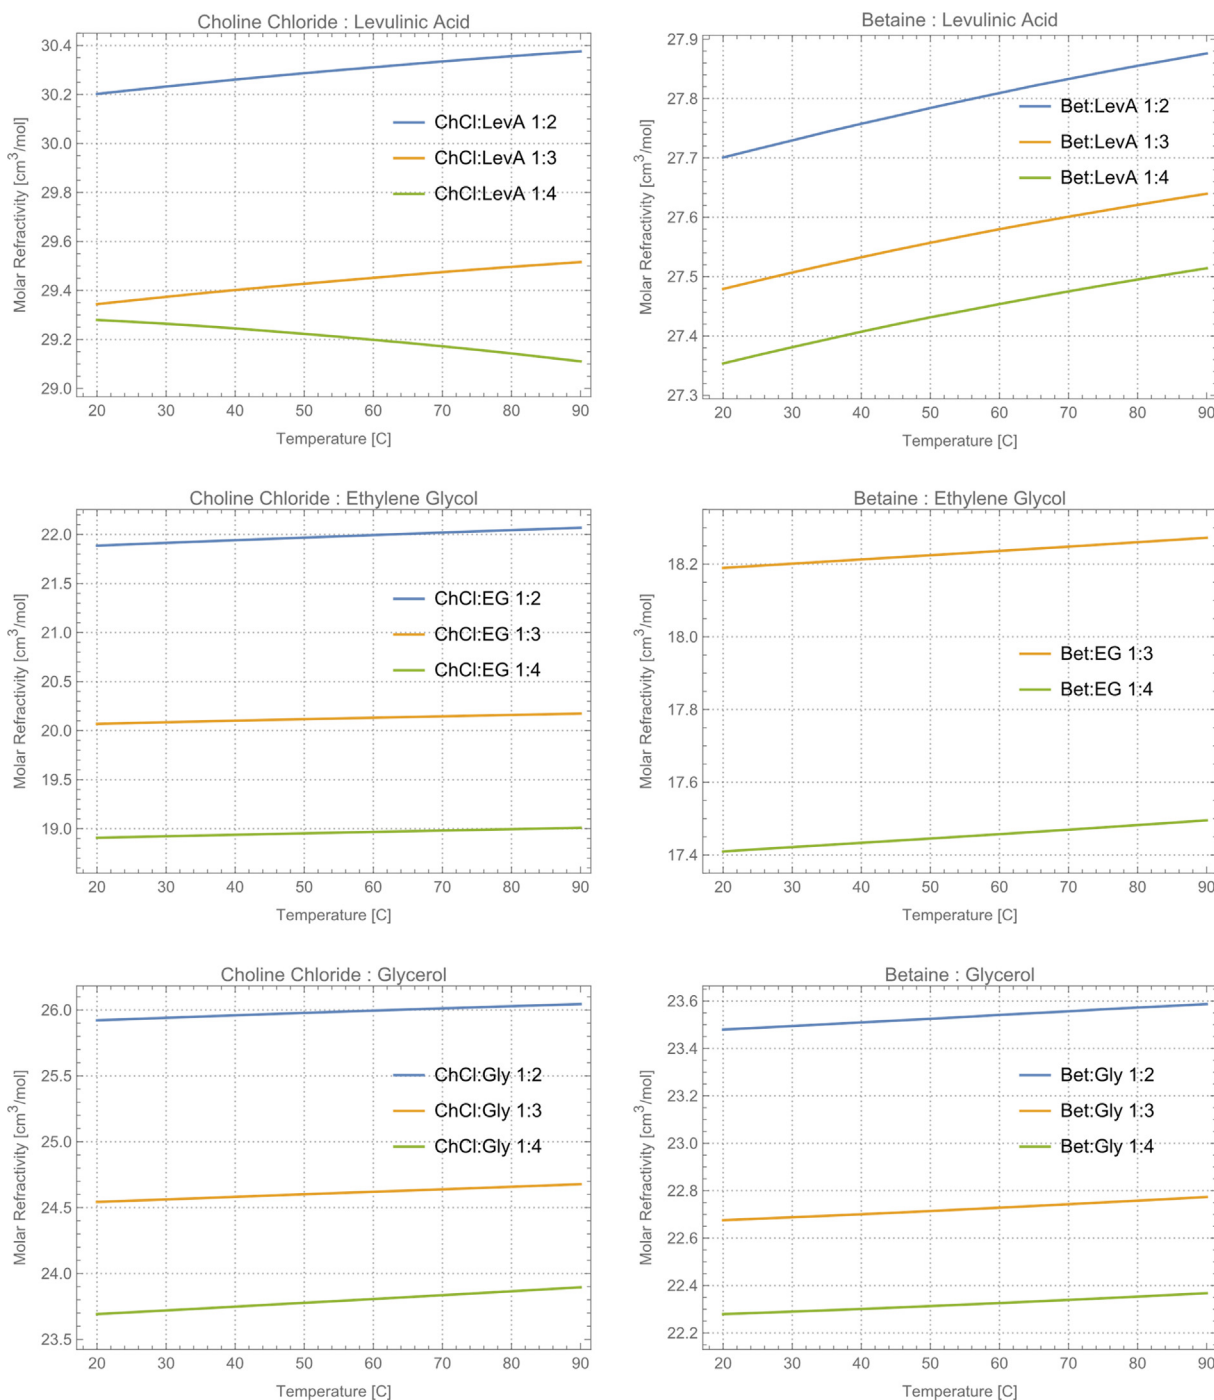 Choline Chloride : Levulinic Acid
30.4
30.2
30.0
29.8
29.6
29.4
29.2
29.0
Molar Refractivity [cm³/mol]
ChCl:LevA 1:2
ChCl:LevA 1:3
ChCl:LevA 1:4
20 30 40 50 60 70 80 90
Temperature [C]
Betaine : Levulinic Acid
27.9
27.8
27.7
27.6
27.5
27.4
27.3
Molar Refractivity [cm³/mol]
Bet:LevA 1:2
Bet:LevA 1:3
Bet:LevA 1:4
20 30 40 50 60 70 80 90
Temperature [C]
Choline Chloride : Ethylene Glycol
22.0
21.5
21.0
20.5
20.0
19.5
19.0
Molar Refractivity [cm³/mol]
ChCl:EG 1:2
ChCl:EG 1:3
ChCl:EG 1:4
20 30 40 50 60 70 80 90
Temperature [C]
Betaine : Ethylene Glycol
18.2
18.0
17.8
17.6
17.4
Molar Refractivity [cm³/mol]
Bet:EG 1:3
Bet:EG 1:4
20 30 40 50 60 70 80 90
Temperature [C]
Choline Chloride : Glycerol
26.0
25.5
25.0
24.5
24.0
23.5
Molar Refractivity [cm³/mol]
ChCl:Gly 1:2
ChCl:Gly 1:3
ChCl:Gly 1:4
20 30 40 50 60 70 80 90
Temperature [C]
Betaine : Glycerol
23.6
23.4
23.2
23.0
22.8
22.6
22.4
22.2
Molar Refractivity [cm³/mol]
Bet:Gly 1:2
Bet:Gly 1:3
Bet:Gly 1:4
20 30 40 50 60 70 80 90
Temperature [C]